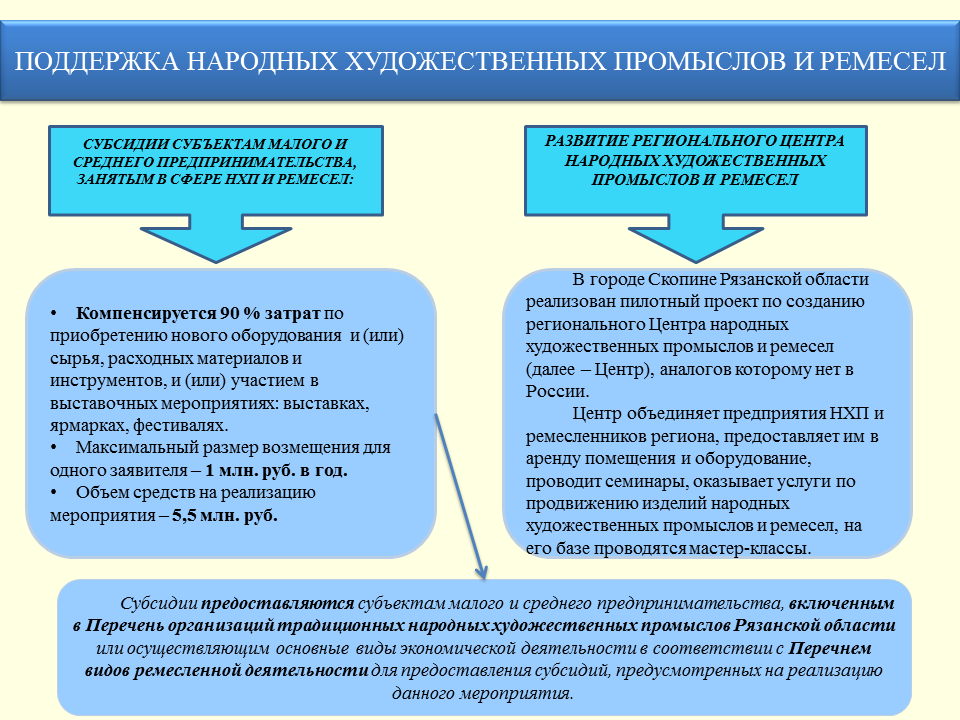 ПОДДЕРЖКА НАРОДНЫХ ХУДОЖЕСТВЕННЫХ ПРОМЫСЛОВ И РЕМЕСЕЛ
СУБСИДИИ СУБЪЕКТАМ МАЛОГО И
СРЕДНЕГО ПРЕДПРИНИМАТЕЛЬСТВА,
ЗАНЯТЫМ В СФЕРЕ НХП И РЕМЕСЕЛ:
• Компенсируется 90 % затрат по
приобретению нового оборудования и (или)
сырья, расходных материалов и
инструментов, и (или) участием в
выставочных мероприятиях: выставках,
ярмарках, фестивалях.
• Максимальный размер возмещения для
одного заявителя – 1 млн. руб. в год.
• Объем средств на реализацию
мероприятия – 5,5 млн. руб.
РАЗВИТИЕ РЕГИОНАЛЬНОГО ЦЕНТРА
НАРОДНЫХ ХУДОЖЕСТВЕННЫХ
ПРОМЫСЛОВ И РЕМЕСЕЛ
В городе Скопине Рязанской области
реализован пилотный проект по созданию
регионального Центра народных
художественных промыслов и ремесел
(далее – Центр), аналогов которому нет в
России.
Центр объединяет предприятия НХП и
ремесленников региона, предоставляет им в
аренду помещения и оборудование,
проводит семинары, оказывает услуги по
продвижению изделий народных
художественных промыслов и ремесел, на
его базе проводятся мастер-классы.
Субсидии предоставляются субъектам малого и среднего предпринимательства, включенным
в Перечень организаций традиционных народных художественных промыслов Рязанской области
или осуществляющим основные виды экономической деятельности в соответствии с Перечнем
видов ремесленной деятельности для предоставления субсидий, предусмотренных на реализацию
данного мероприятия.